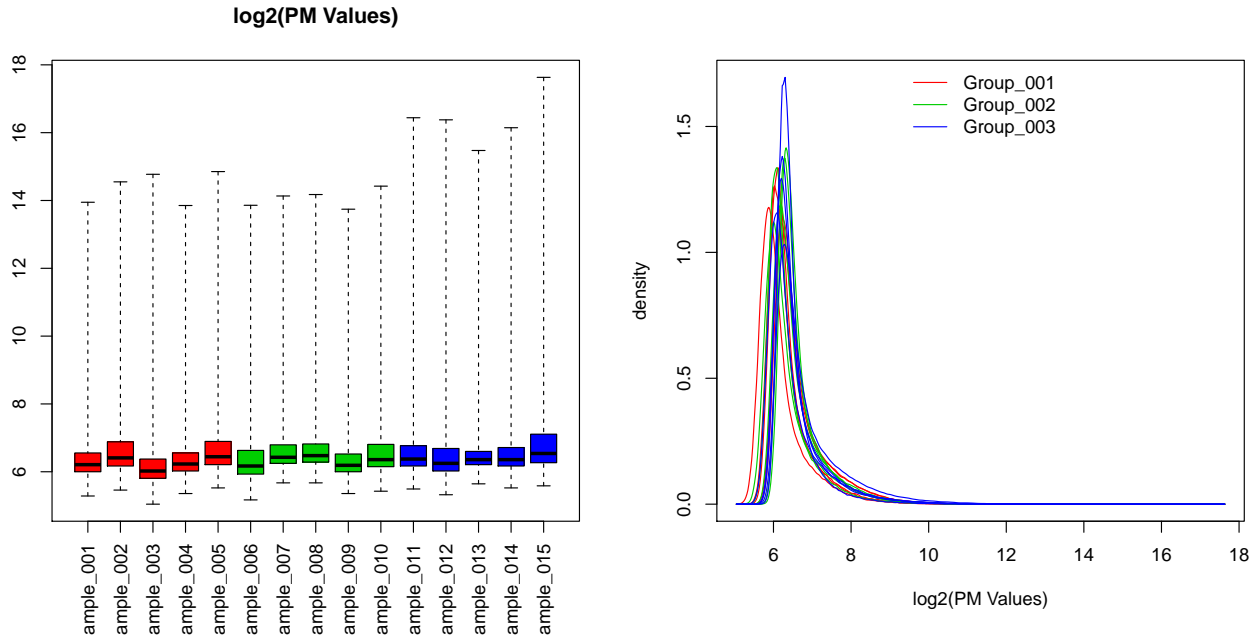 log2(PM Values)
18
16
14
12
10
8
6
ample_001
ample_002
ample_003
ample_004
ample_005
ample_006
ample_007
ample_008
ample_009
ample_010
ample_011
ample_012
ample_013
ample_014
ample_015
density
1.5
1.0
0.5
0.0
Group_001
Group_002
Group_003
6 8 10 12 14 16 18
log2(PM Values)